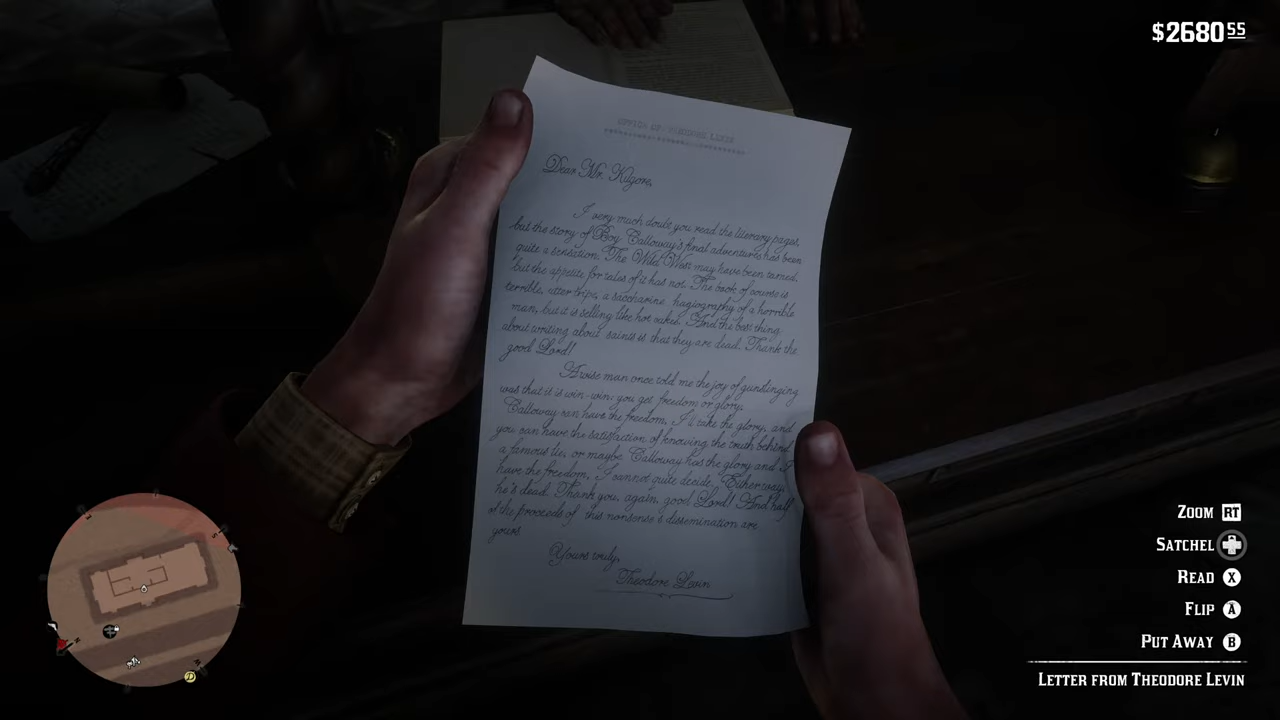 $2680 55
OFFICE OF THEODORE LEVIN
Dear Mr. Kilgore,
I very much doubt you read the literary pages,
but the story of Boy Calloway's final adventures has been
quite a sensation. The Wild West may have been tamed,
but the appetite for tales of it has not. The book of course is
terrible, utter tripe, a saccharine hagiography of a horrible
man, but it is selling like hot cakes. And the best thing
about writing about saints is that they are dead. Thank the
good Lord!
A wise man once told me the joy of gunslinging
was that it is win-win: you get freedom or glory.
Calloway can have the freedom, I'll take the glory, and
you can have the satisfaction of knowing the truth behind
a famous lie, or maybe Calloway has the glory and I
have the freedom, I cannot quite decide. Either way,
he's dead. Thank you, again, good Lord! And half
of the proceeds of this nonsense's dissemination are
yours.
Yours truly,
Theodore Levin
ZOOM RT
SATCHEL
READ X
FLIP A
PUT AWAY B
LETTER FROM THEODORE LEVIN